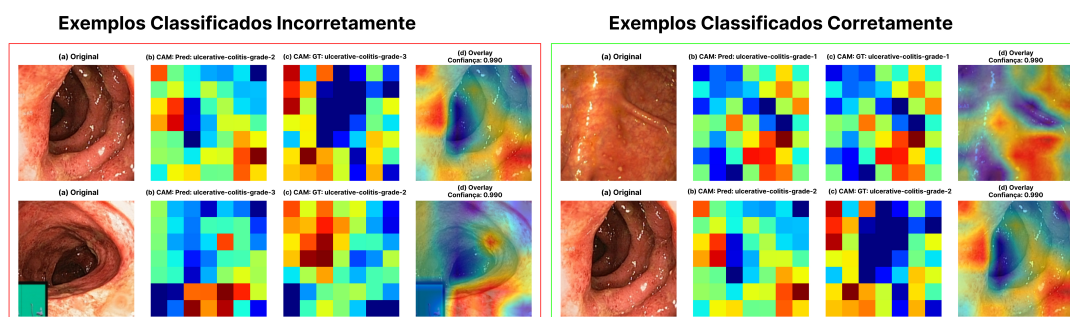 Exemplos Classificados Incorretamente
(a) Original
(b) CAM: Pred: ulcerative-colitis-grade-2
(c) CAM: GT: ulcerative-colitis-grade-3
(d) Overlay
Confiança: 0.990
(a) Original
(b) CAM: Pred: ulcerative-colitis-grade-3
(c) CAM: GT: ulcerative-colitis-grade-2
(d) Overlay
Confiança: 0.990
Exemplos Classificados Corretamente
(a) Original
(b) CAM: Pred: ulcerative-colitis-grade-1
(c) CAM: GT: ulcerative-colitis-grade-1
(d) Overlay
Confiança: 0.990
(a) Original
(b) CAM: Pred: ulcerative-colitis-grade-2
(c) CAM: GT: ulcerative-colitis-grade-2
(d) Overlay
Confiança: 0.990